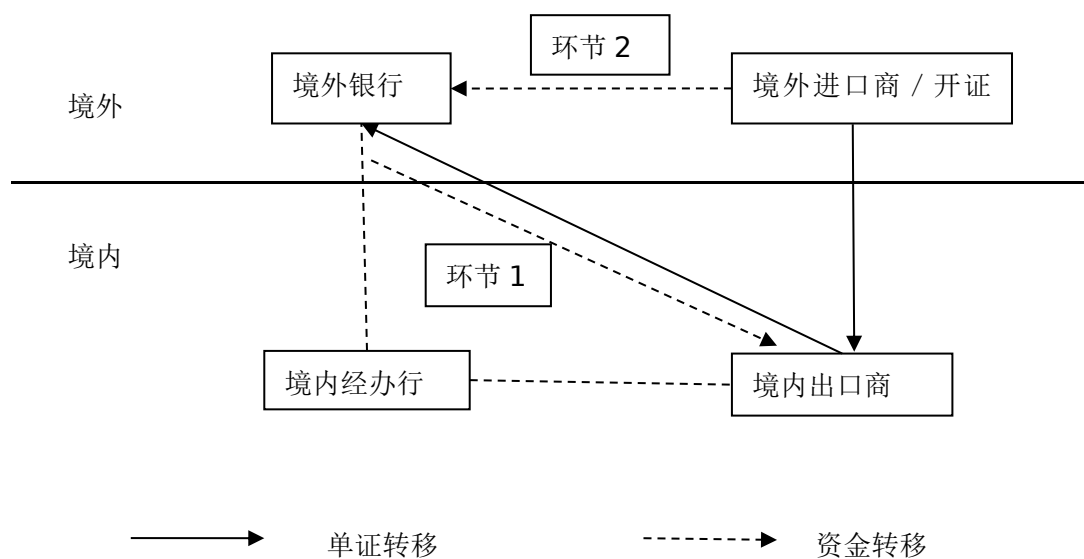 环节 2
境外银行
境外进口商 / 开证
境外
境内
环节 1
境内经办行
境内出口商
单证转移
资金转移